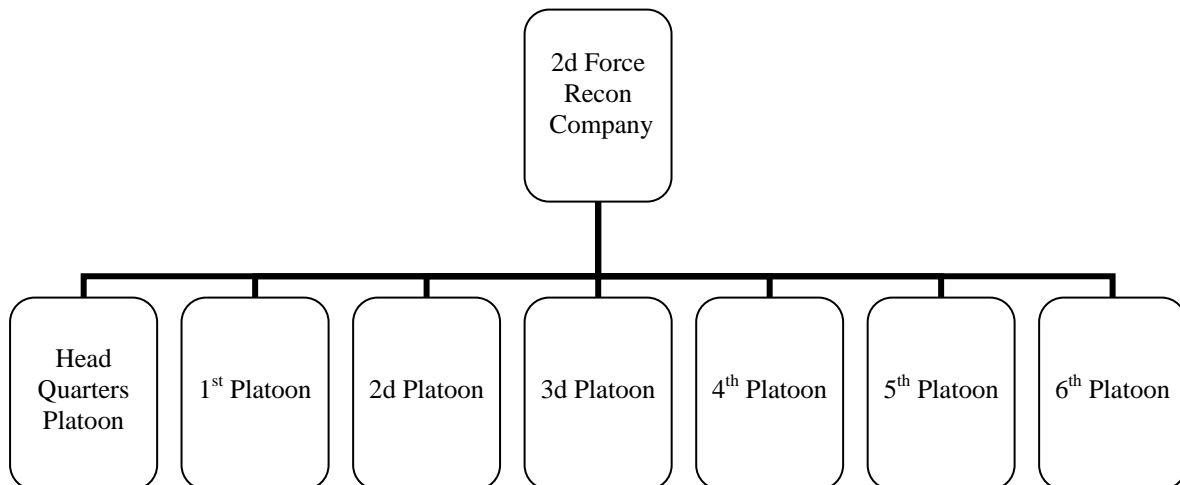 2d Force
Recon
Company
Head
Quarters
Platoon
1st Platoon
2d Platoon
3d Platoon
4th Platoon
5th Platoon
6th Platoon